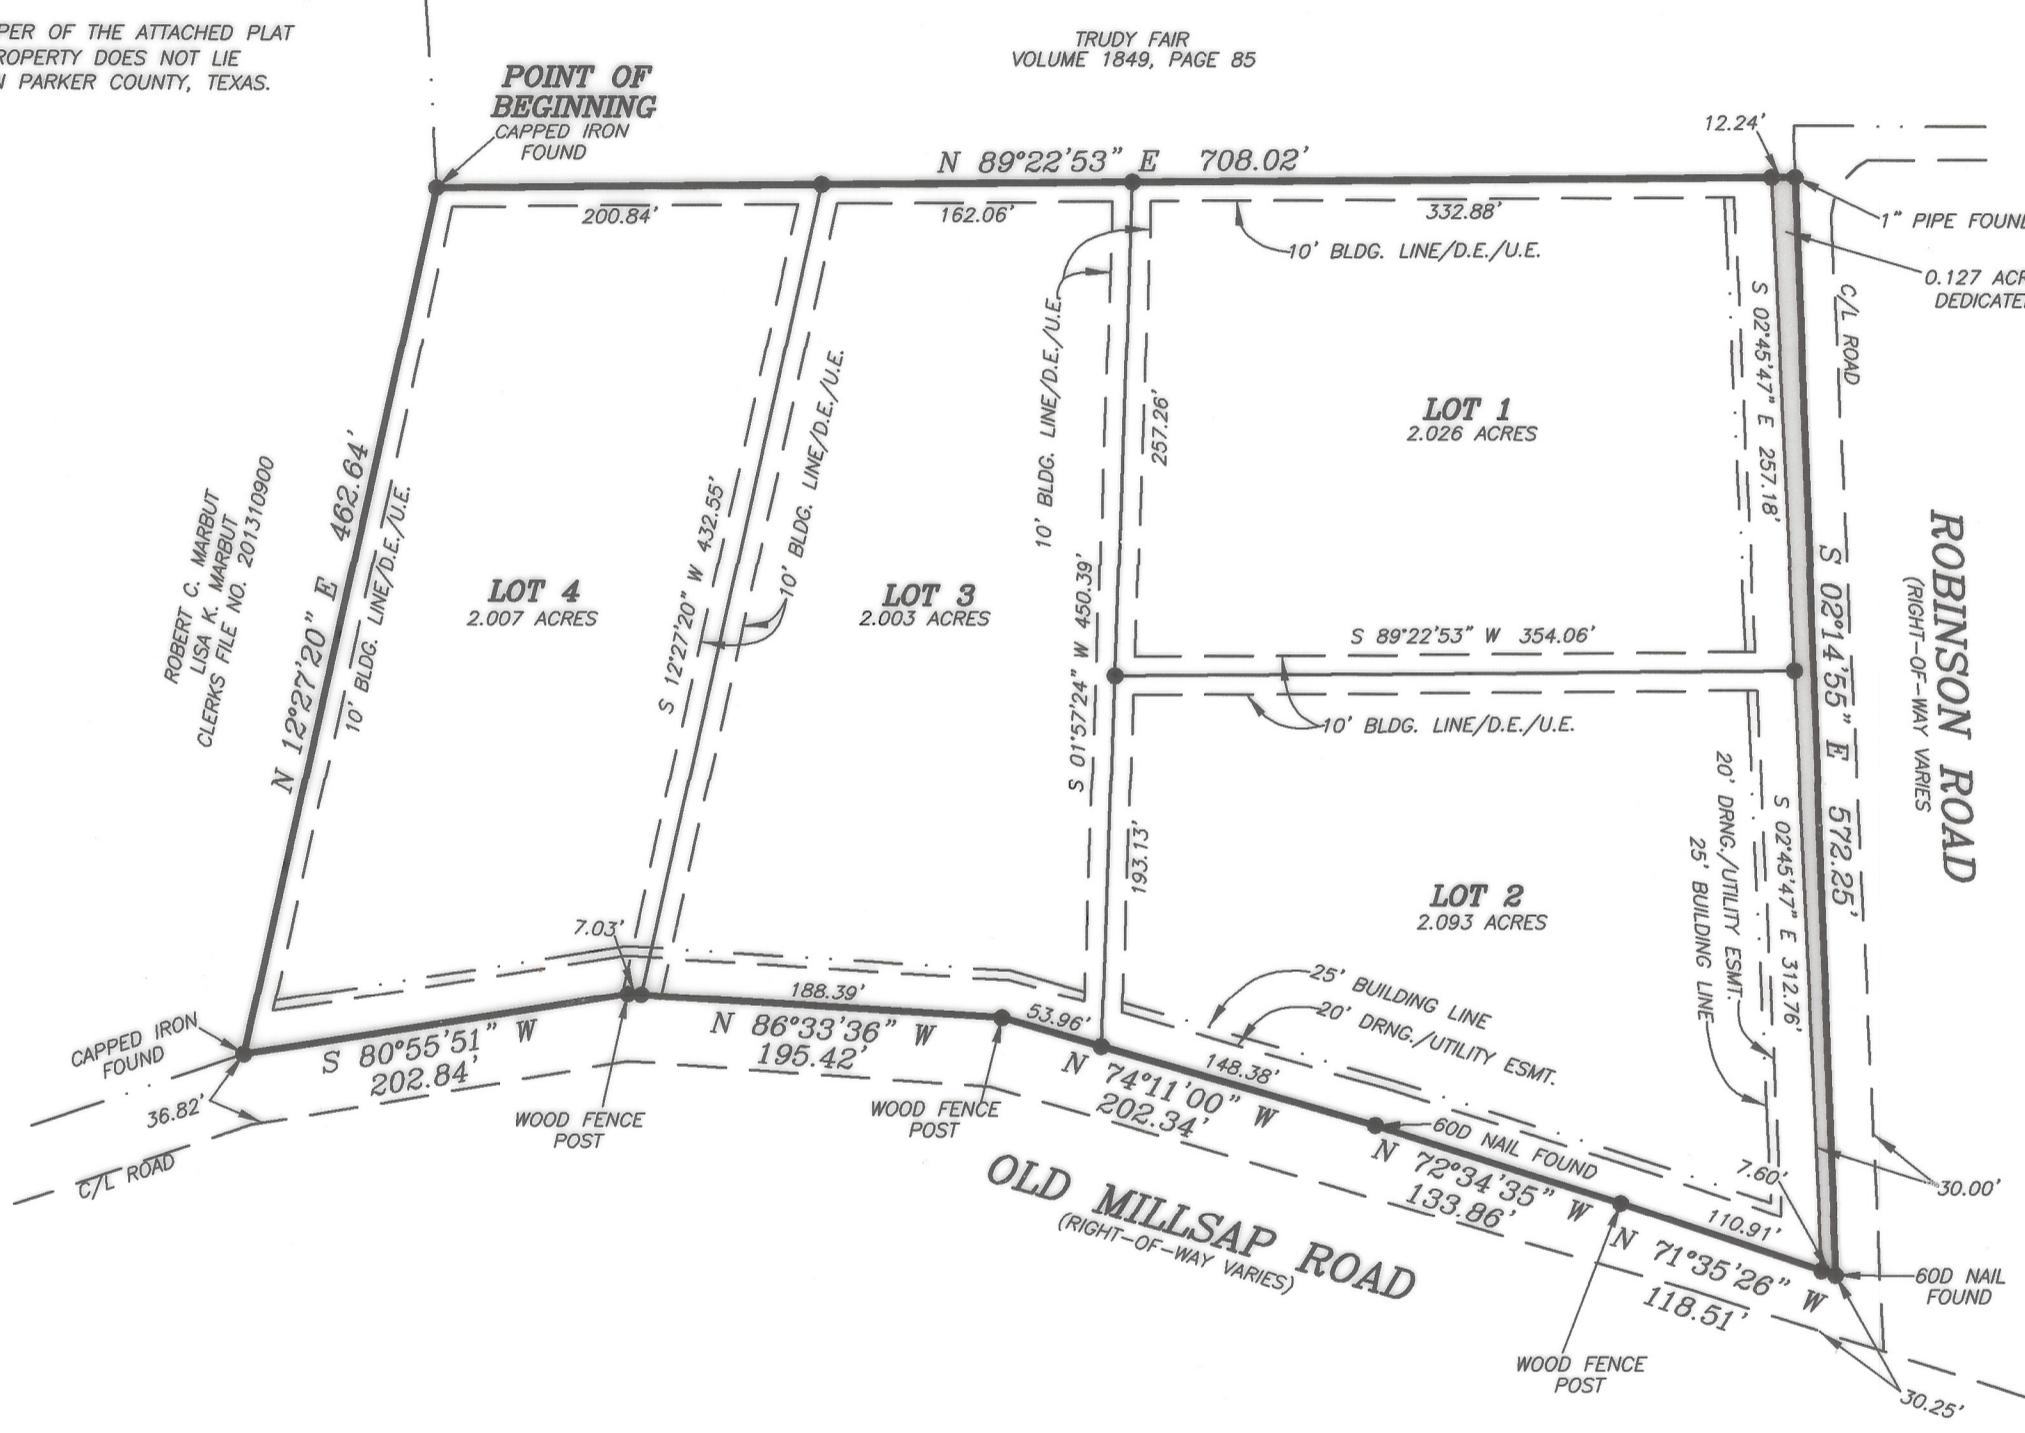 PER OF THE ATTACHED PLAT
ROPERTY DOES NOT LIE
N PARKER COUNTY, TEXAS.
TRUDY FAIR
VOLUME 1849, PAGE 85
POINT OF
BEGINNING
CAPPED IRON
FOUND
N 89°22'53" E 708.02'
12.24'
200.84'
162.06'
332.88'
10' BLDG. LINE/D.E./U.E.
1" PIPE FOUND
0.127 ACR
DEDICATE
C/L ROAD
S 02°45'47" E 257.18'
10' BLDG. LINE/D.E./U.E.
257.26'
LOT 1
2.026 ACRES
10' BLDG. LINE/D.E./U.E.
N 12°27'20" E 462.64'
10' BLDG. LINE/D.E./U.E.
ROBERT C. MARBUT
LISA K. MARBUT
CLERKS FILE NO. 201310900
LOT 4
2.007 ACRES
S 12°27'20" W 432.55'
LOT 3
2.003 ACRES
S 01°57'24" W 450.39'
S 89°22'53" W 354.06'
10' BLDG. LINE/D.E./U.E.
S 02°14'55" E 572.25'
ROBINSON ROAD
(RIGHT-OF-WAY VARIES)
193.13'
LOT 2
2.093 ACRES
20' DRNG./UTILITY ESMT.
25' BUILDING LINE
S 02°45'47" E 312.76'
7.03'
188.39'
53.96'
25' BUILDING LINE
20' DRNG./UTILITY ESMT.
CAPPED IRON
FOUND
S 80°55'51" W
202.84'
N 86°33'36" W
195.42'
N 74°11'00" W
202.34'
148.38'
36.82'
C/L ROAD
WOOD FENCE
POST
WOOD FENCE
POST
60D NAIL FOUND
N 72°34'35" W
133.86'
7.60'
110.91'
30.00'
OLD MILLSAP ROAD
(RIGHT-OF-WAY VARIES)
N 71°35'26" W
118.51'
60D NAIL
FOUND
WOOD FENCE
POST
30.25'